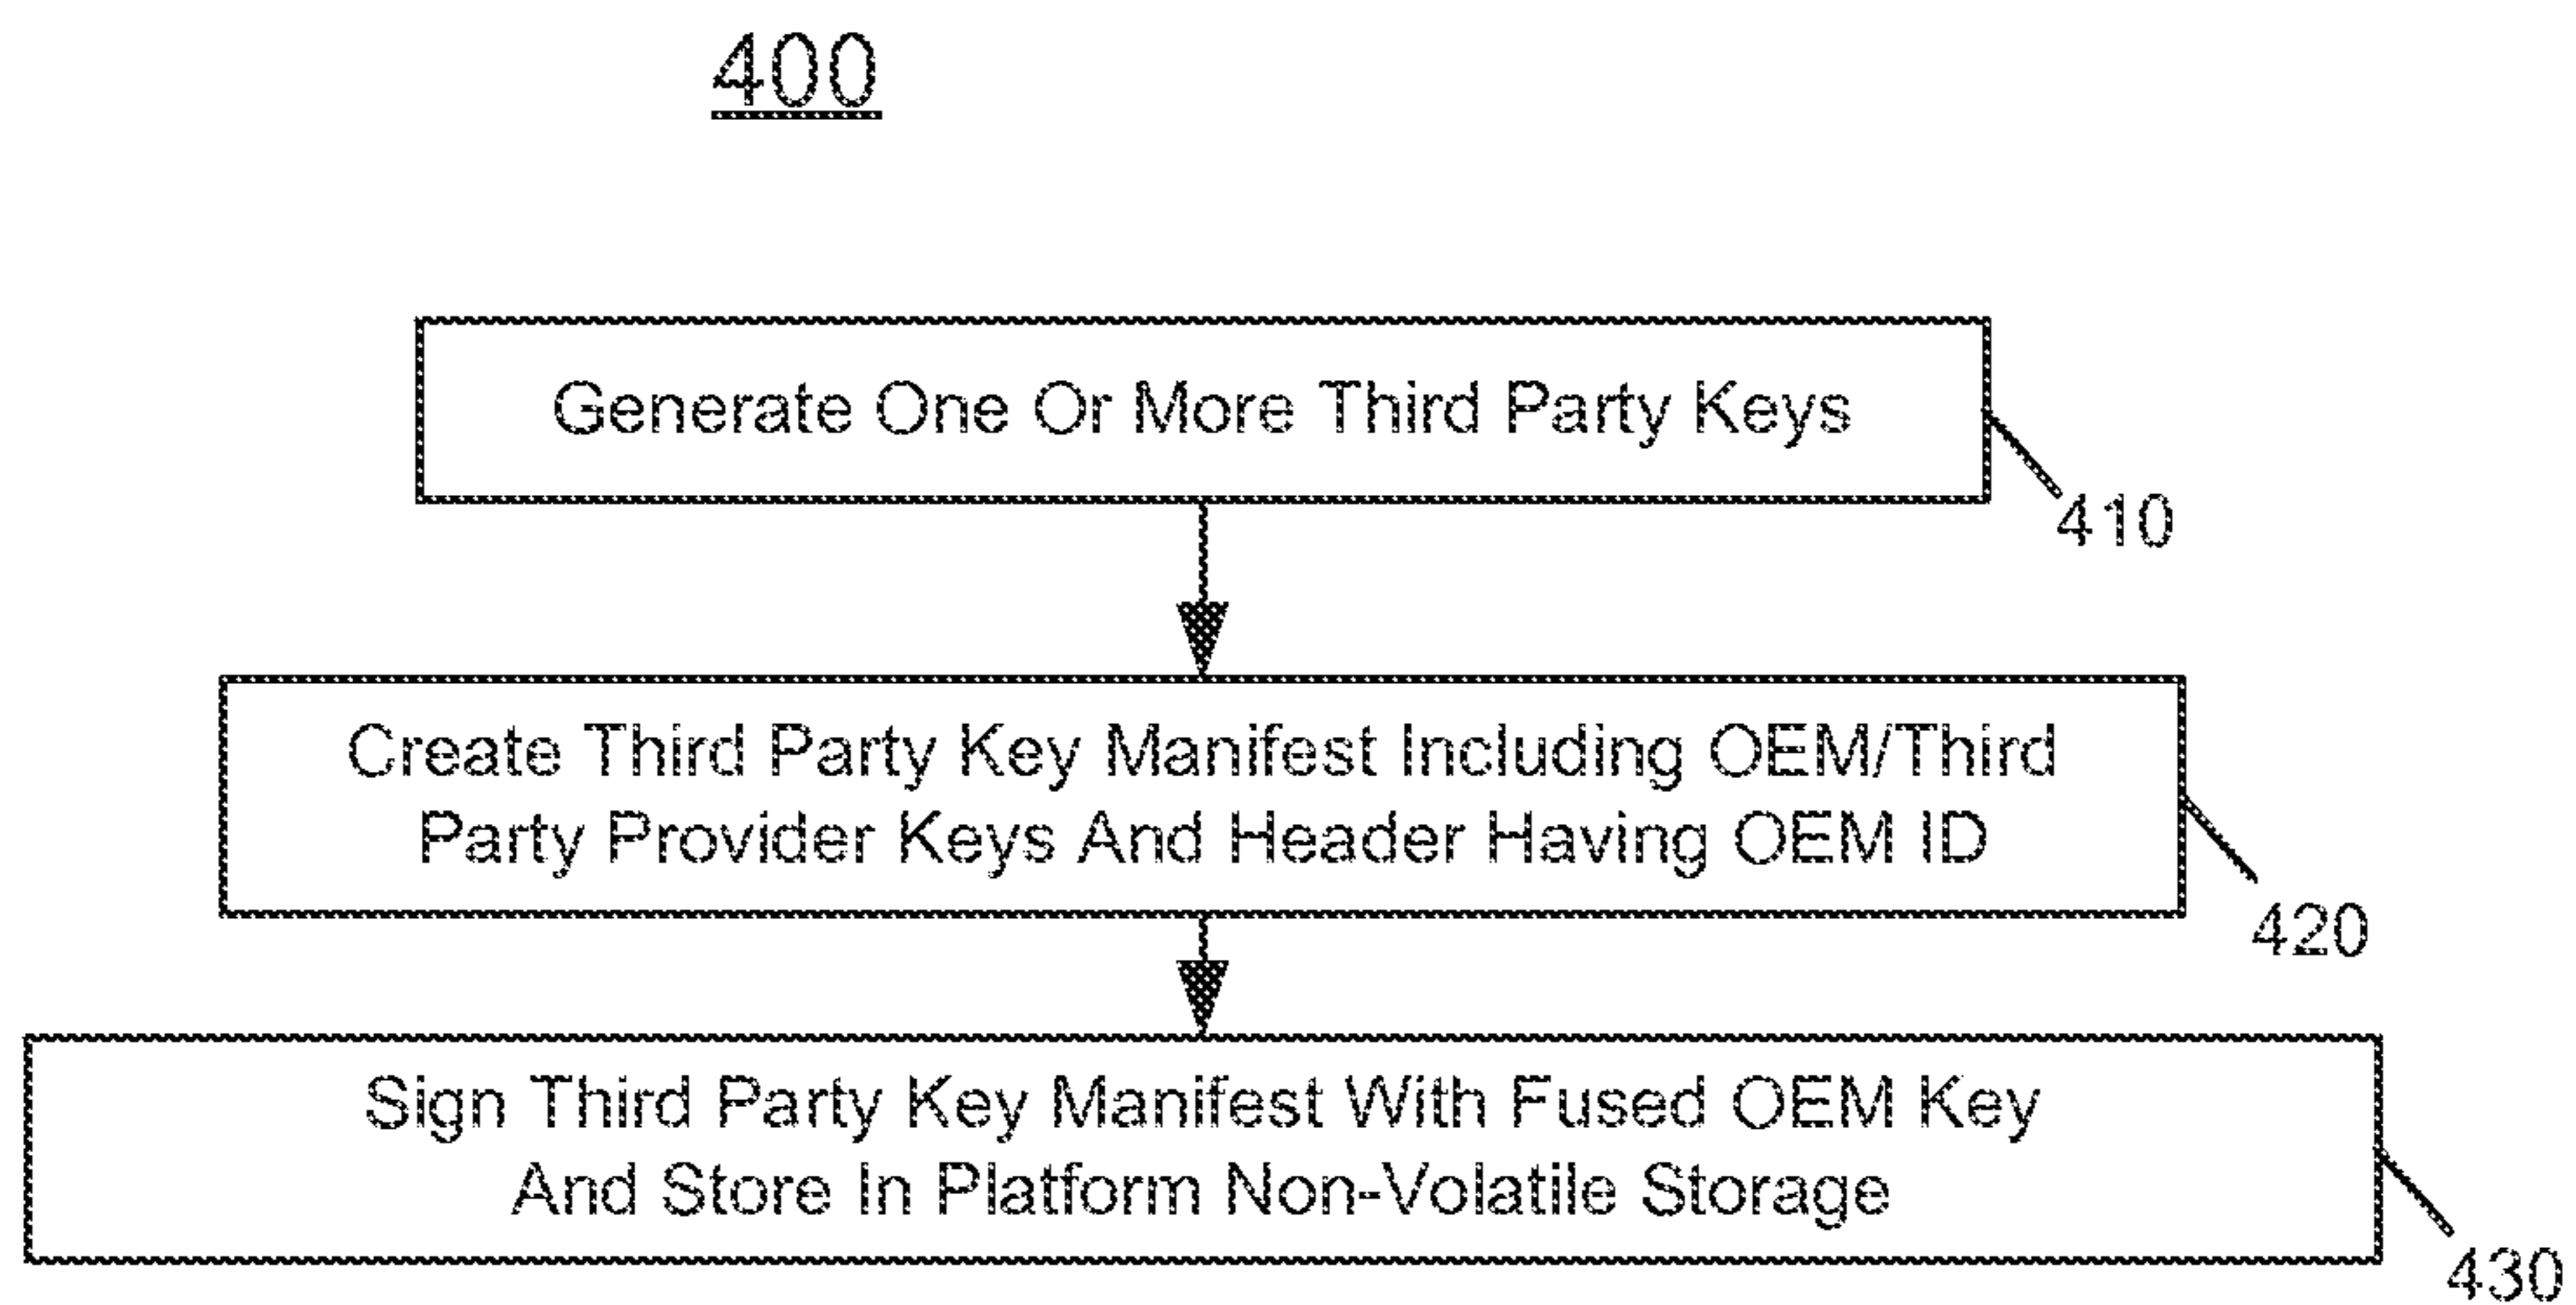 400
Generate One Or More Third Party Keys
410
Create Third Party Key Manifest Including OEM/Third
Party Provider Keys And Header Having OEM ID
420
Sign Third Party Key Manifest With Fused OEM Key
And Store In Platform Non-Volatile Storage
430